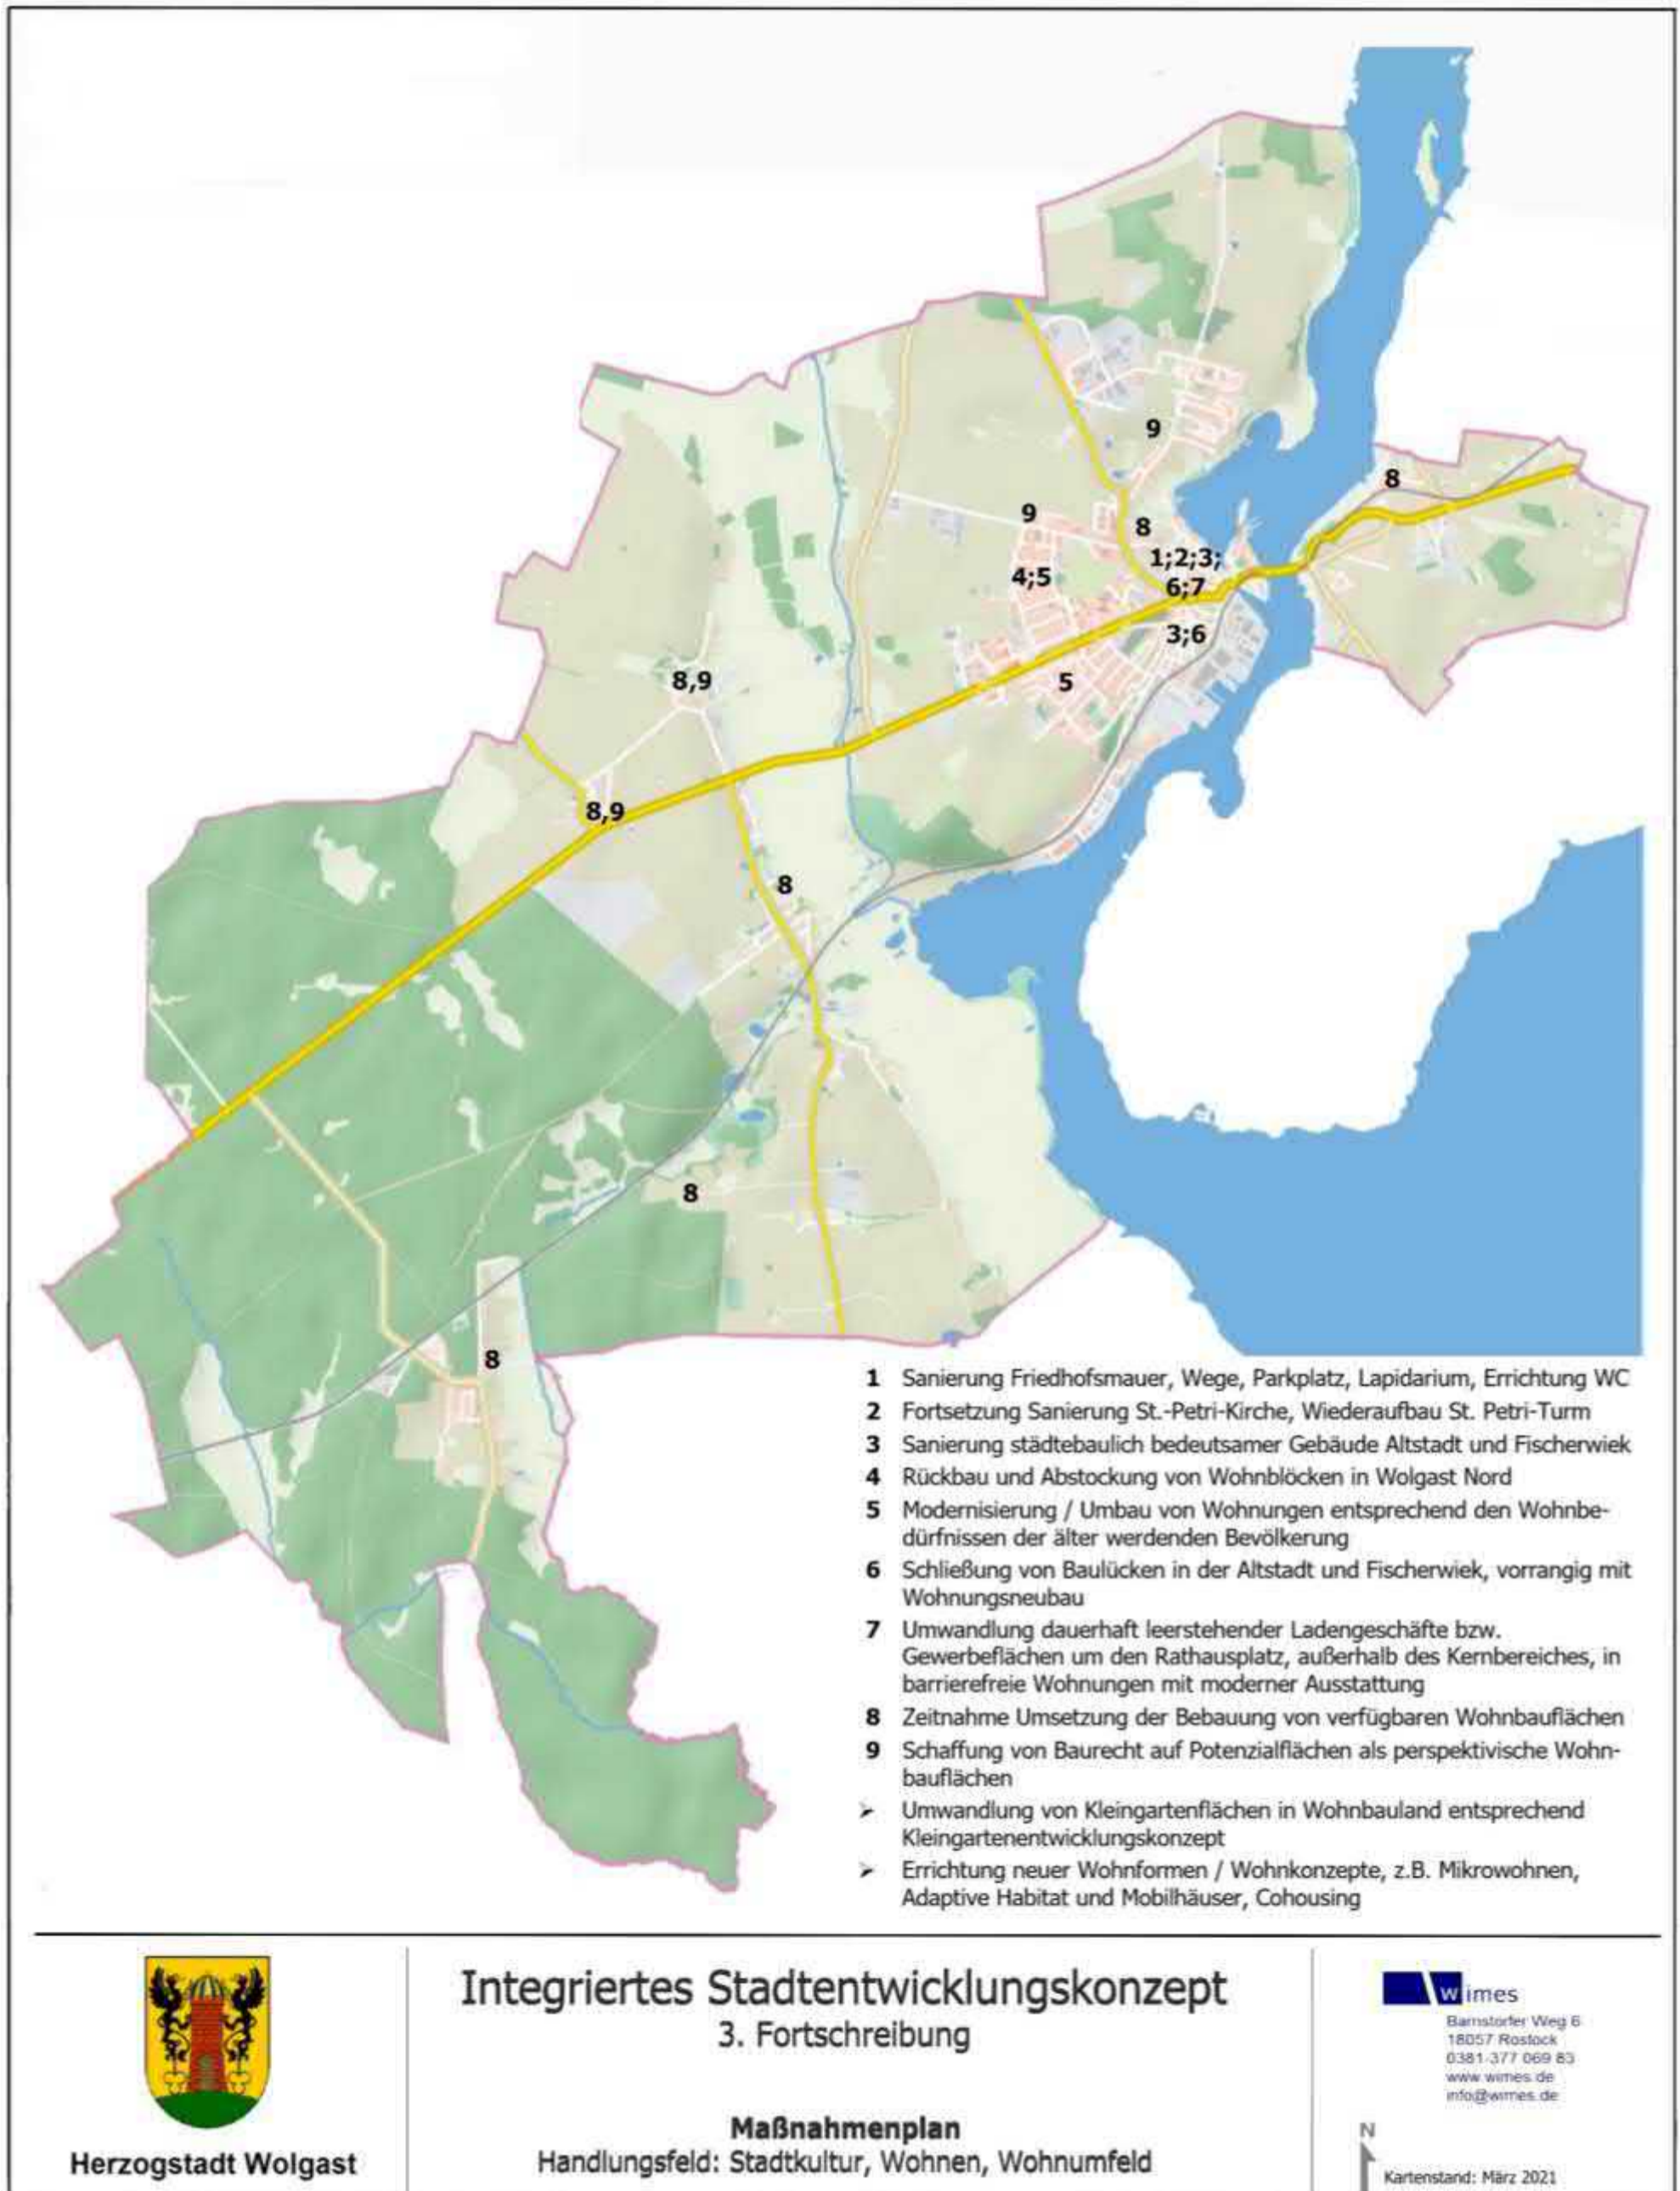 9
8
9
8
1;2;3;
4;5
6;7
3;6
8,9
5
8,9
8
8
8
1 Sanierung Friedhofsmauer, Wege, Parkplatz, Lapidarium, Errichtung WC
2 Fortsetzung Sanierung St.-Petri-Kirche, Wiederaufbau St. Petri-Turm
3 Sanierung städtebaulich bedeutsamer Gebäude Altstadt und Fischerwiek
4 Rückbau und Abstockung von Wohnblöcken in Wolgast Nord
5 Modernisierung / Umbau von Wohnungen entsprechend den Wohnbe-
dürfnissen der älter werdenden Bevölkerung
6 Schließung von Baulücken in der Altstadt und Fischerwiek, vorrangig mit
Wohnungsneubau
7 Umwandlung dauerhaft leerstehender Ladengeschäfte bzw.
Gewerbeflächen um den Rathausplatz, außerhalb des Kernbereiches, in
barrierefreie Wohnungen mit moderner Ausstattung
8 Zeitnahme Umsetzung der Bebauung von verfügbaren Wohnbauflächen
9 Schaffung von Baurecht auf Potenzialflächen als perspektivische Wohn-
bauflächen
➢ Umwandlung von Kleingartenflächen in Wohnbauland entsprechend
Kleingartenentwicklungskonzept
➢ Errichtung neuer Wohnformen / Wohnkonzepte, z.B. Mikrowohnen,
Adaptive Habitat und Mobilhäuser, Cohousing
Herzogstadt Wolgast
Integriertes Stadtentwicklungskonzept
3. Fortschreibung
Maßnahmenplan
Handlungsfeld: Stadtkultur, Wohnen, Wohnumfeld
wimes
Barnstorfer Weg 6
18057 Rostock
0381-377 069 83
www.wimes.de
info@wimes.de
N
Kartenstand: März 2021